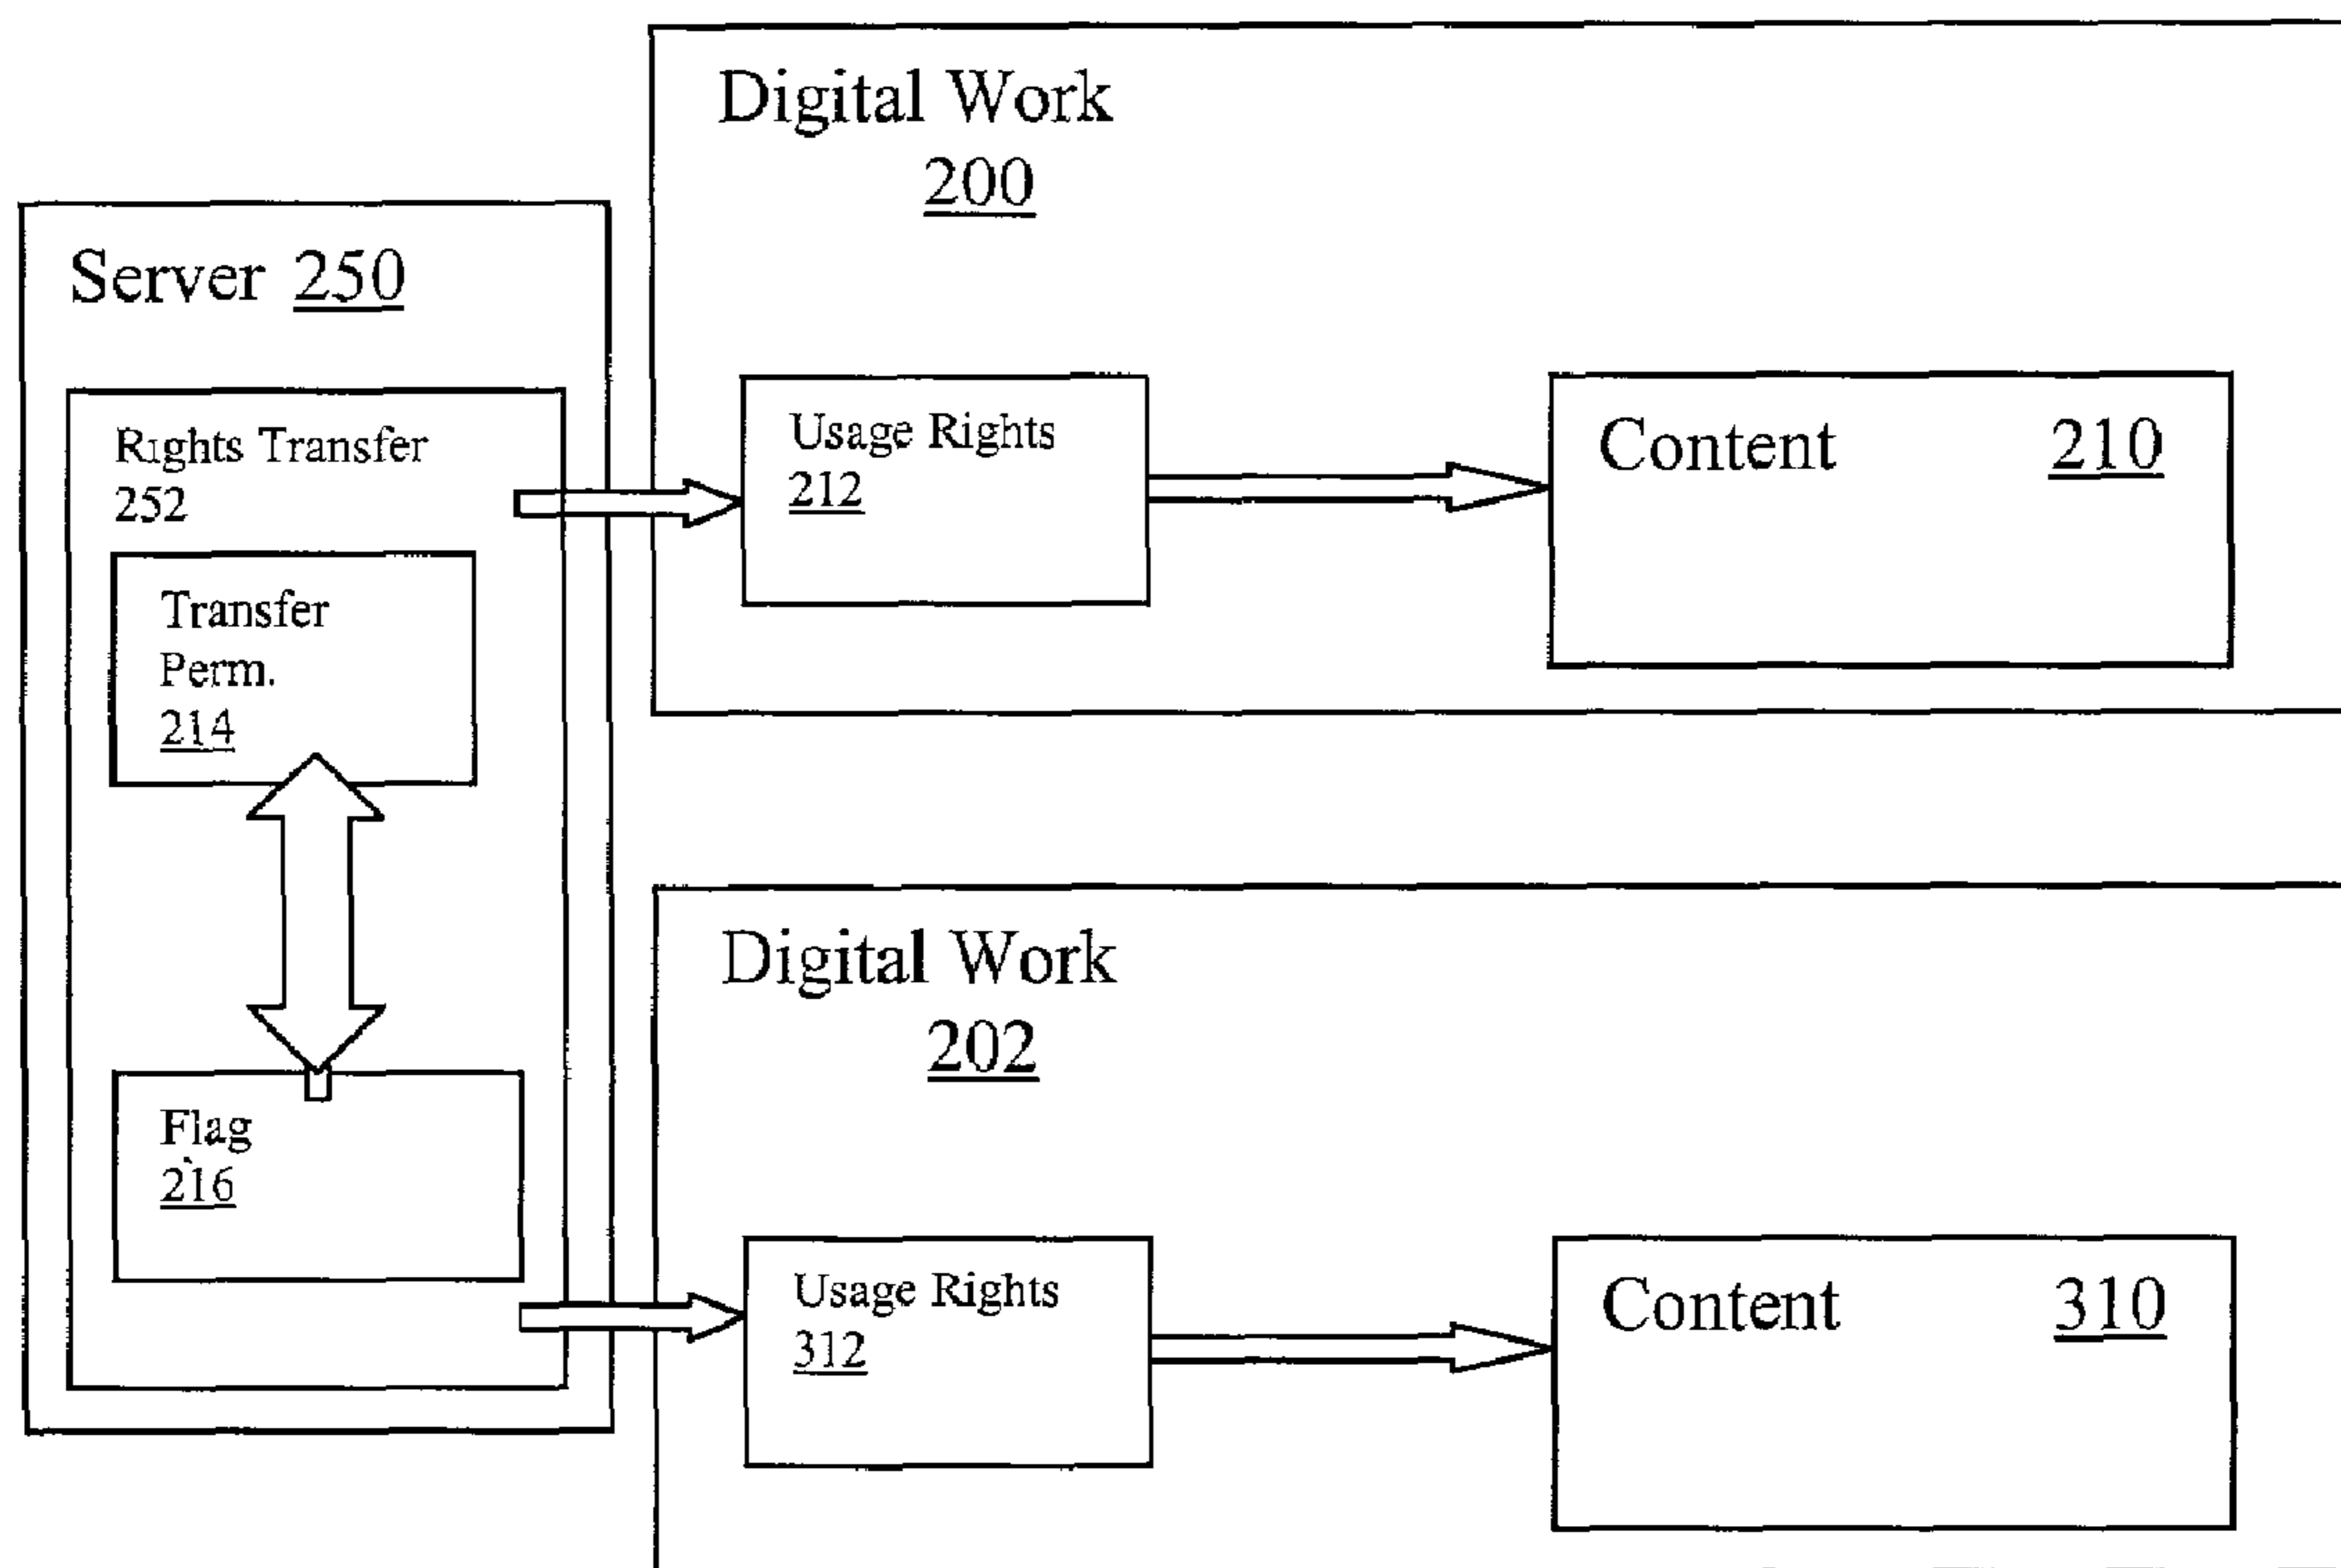 Digital Work
200
Server 250
Rights Transfer
252
Transfer
Perm.
214
Flag
216
Usage Rights
212
Content 210
Digital Work
202
Usage Rights
312
Content 310